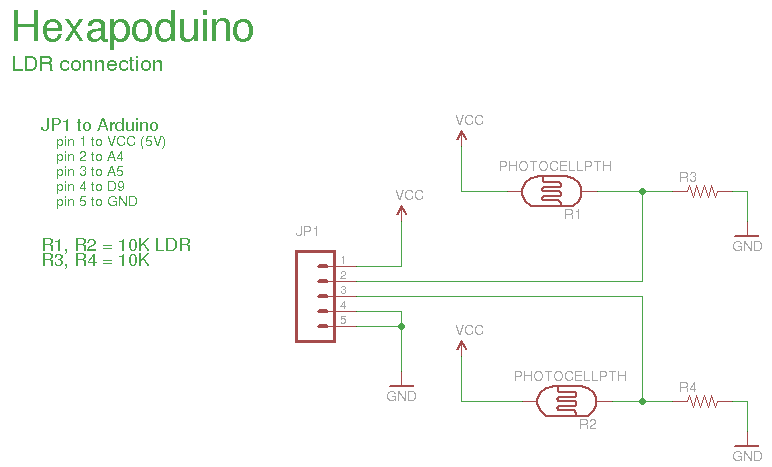 Hexapoduino
LDR connection
JP1 to Arduino
pin 1 to VCC (5V)
pin 2 to A4
pin 3 to A5
pin 4 to D9
pin 5 to GND
R1, R2 = 10K LDR
R3, R4 = 10K
VCC
PHOTOCELLPTH
R1
R3
GND
VCC
JP1
1
2
3
4
5
GND
VCC
PHOTOCELLPTH
R2
R4
GND